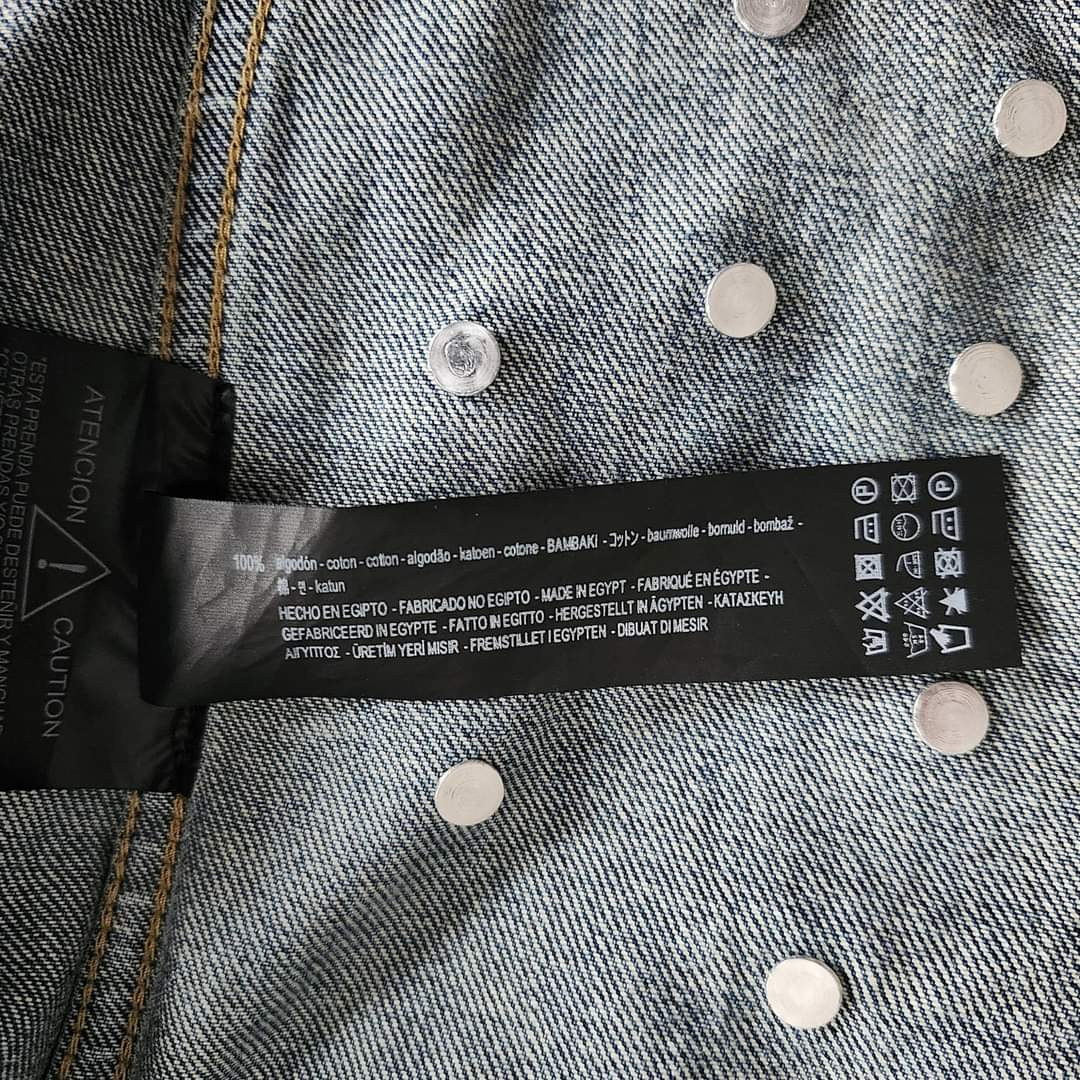 100% algodón - coton - cotton - algodão - katoen - cotone - BAMBAKI - コットン - baumwolle - bomuld - bombaž -
綿 - 면 - katun
HECHO EN EGIPTO - FABRICADO NO EGIPTO - MADE IN EGYPT - FABRIQUÉ EN ÉGYPTE -
GEFABRICEERD IN EGYPTE - FATTO IN EGITTO - HERGESTELLT IN ÄGYPTEN - ΚΑΤΑΣΚΕΥΗ
ΑΙΓΥΠΤΟΣ - ÜRETİM YERİ MISIR - FREMSTILLET I EGYPTEN - DIBUAT DI MESIR
P P
ATENCION ! CAUTION
*ESTA PRENDA PUEDE DESTEÑIR Y MANCHAR
OTRAS PRENDAS Y/O